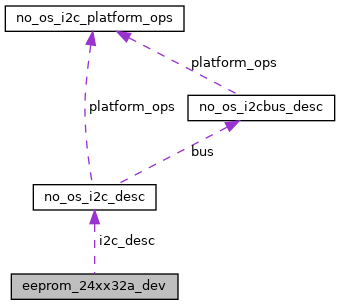 no_os_i2c_platform_ops
platform_ops
platform_ops
no_os_i2cbus_desc
bus
no_os_i2c_desc
i2c_desc
eeprom_24xx32a_dev